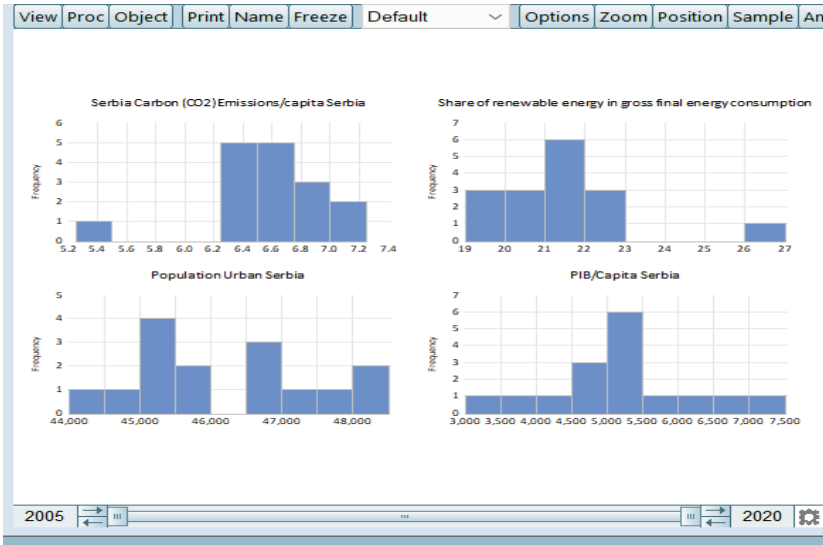 View Proc Object Print Name Freeze Default Options Zoom Position Sample An
Serbia Carbon (CO2) Emissions/capita Serbia
Frequency
6
5
4
3
2
1
0
5.2 5.4 5.6 5.8 6.0 6.2 6.4 6.6 6.8 7.0 7.2 7.4
Share of renewable energy in gross final energy consumption
Frequency
7
6
5
4
3
2
1
0
19 20 21 22 23 24 25 26 27
Population Urban Serbia
Frequency
5
4
3
2
1
0
44,000 45,000 46,000 47,000 48,000
PIB/Capita Serbia
Frequency
7
6
5
4
3
2
1
0
3,000 3,500 4,000 4,500 5,000 5,500 6,000 6,500 7,000 7,500
2005 2020